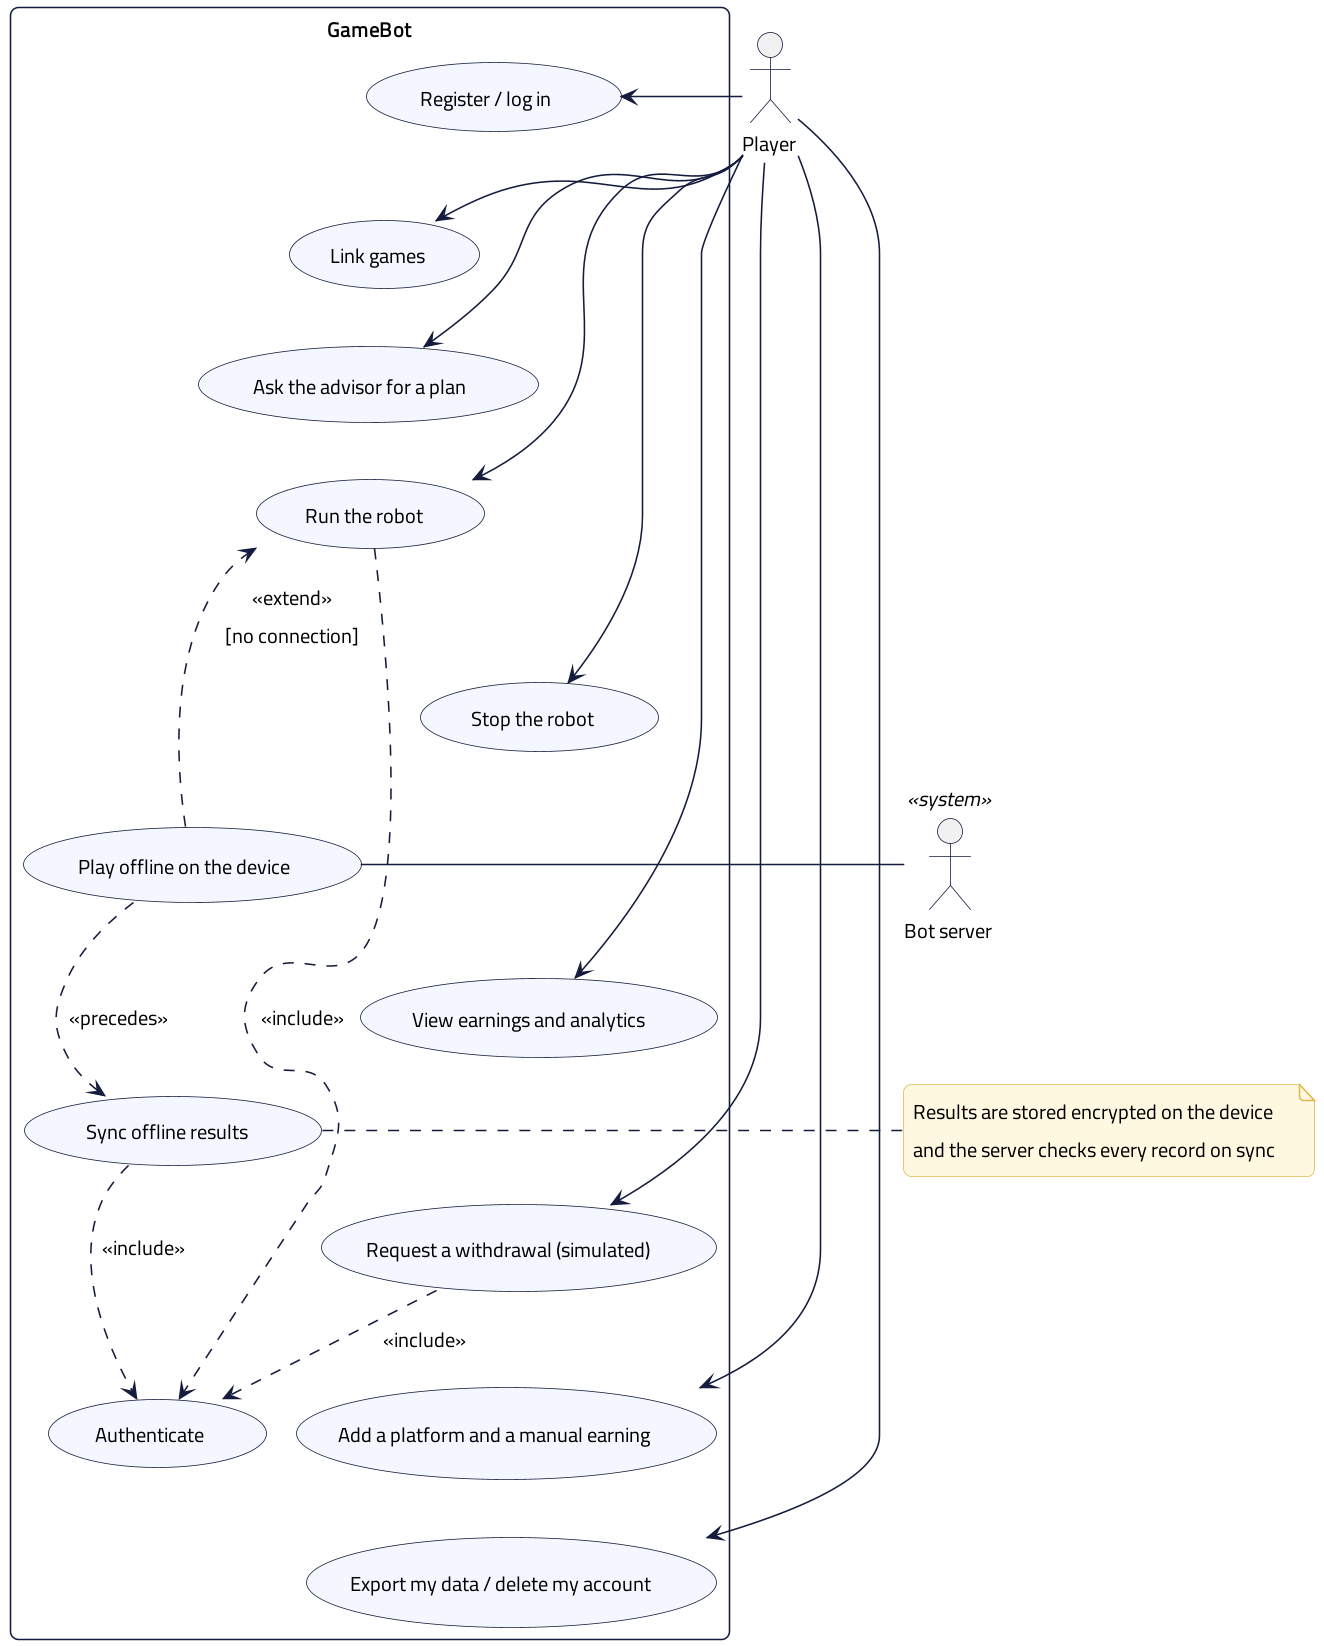 GameBot
Register / log in
Player
Link games
Ask the advisor for a plan
Run the robot
«extend»
[no connection]
Stop the robot
«system»
Play offline on the device
Bot server
«precedes»
«include»
View earnings and analytics
Results are stored encrypted on the device
and the server checks every record on sync
Sync offline results
«include»
Request a withdrawal (simulated)
«include»
Authenticate
Add a platform and a manual earning
Export my data / delete my account